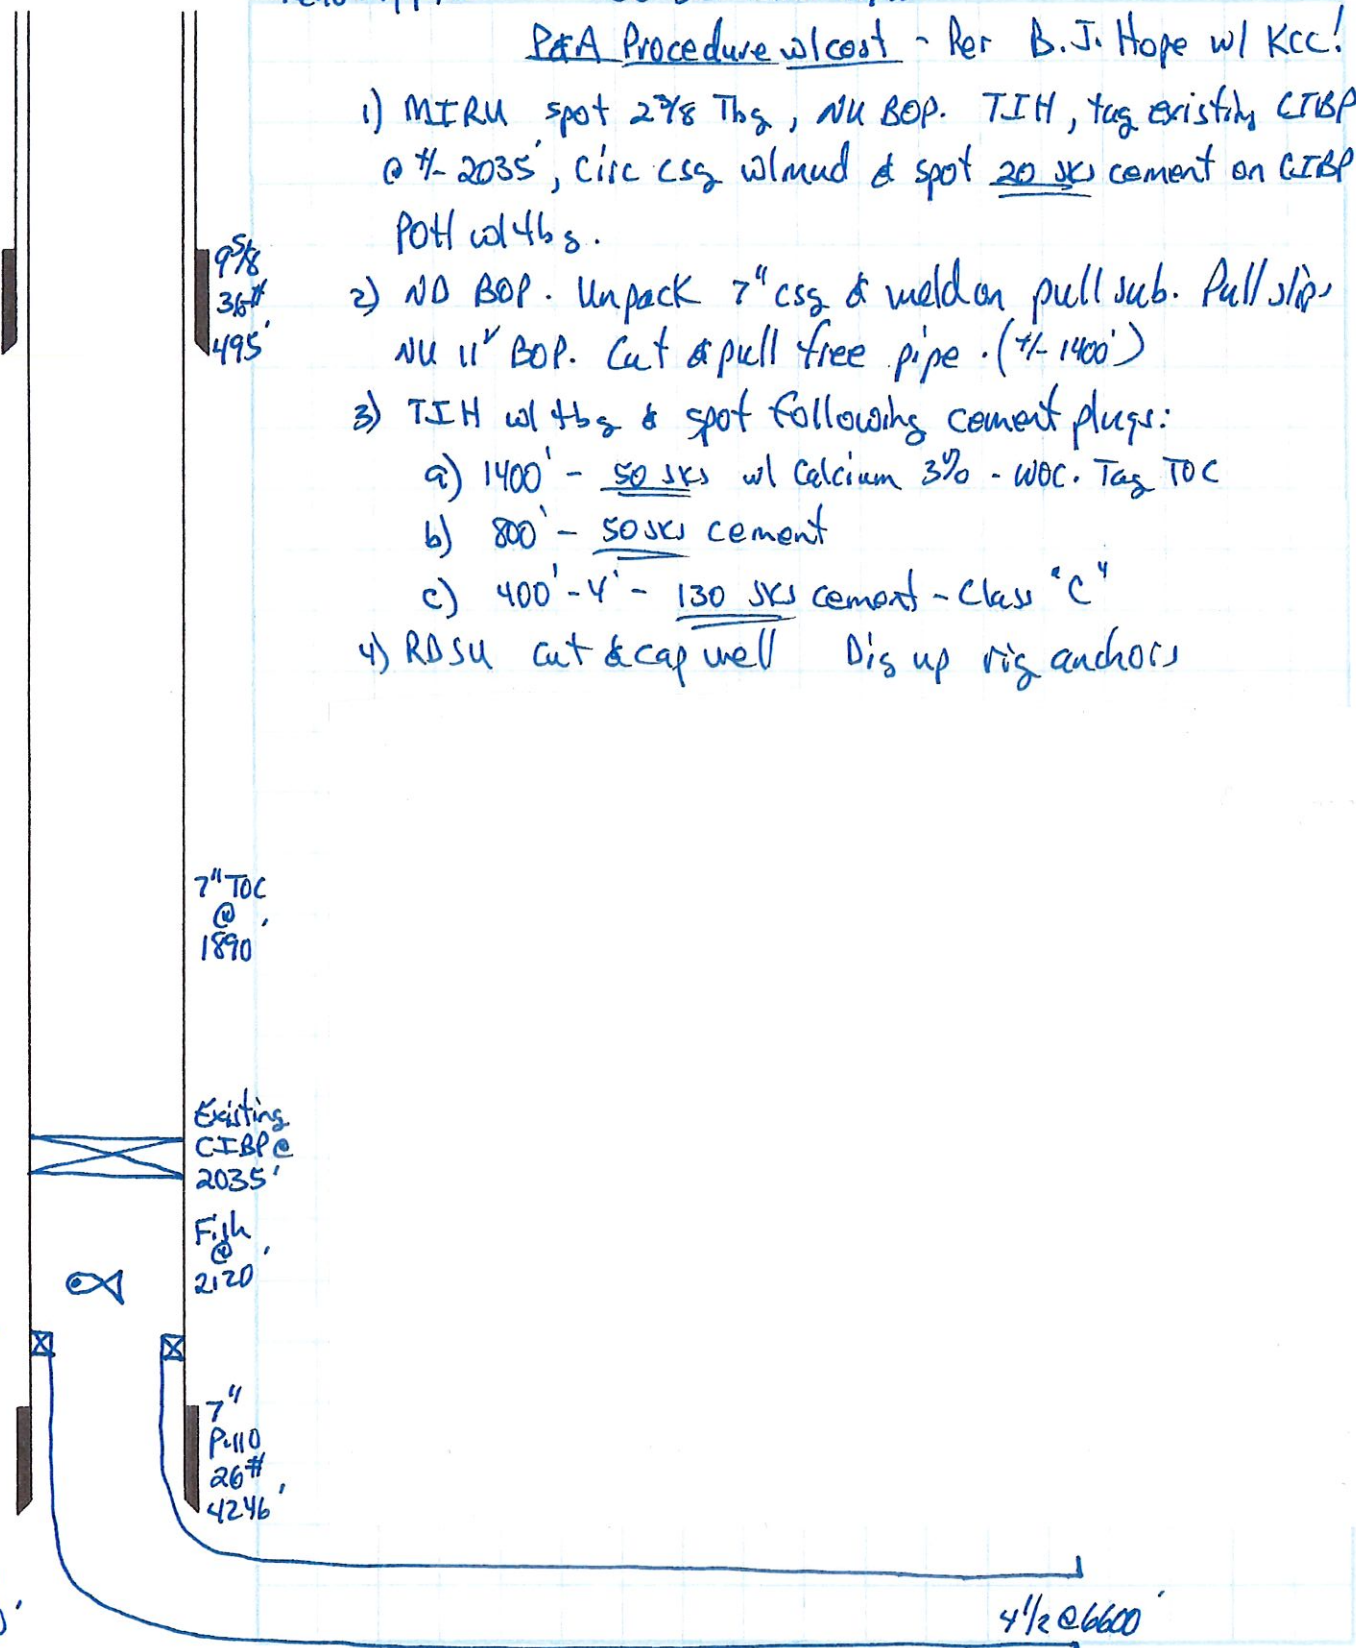 P&A Procedure w/cost - Per B.J. Hope w/ KCC!
1) MIRU spot 2 7/8 Tbg, NU BOP. TIH, tag existing CIBP
@ +/- 2035', Circ csg w/mud & spot 20 sks cement on CIBP
POH w/tbg.
2) ND BOP. Unpack 7" csg & weld on pull sub. Pull slips
NU 11" BOP. Cut & pull free pipe. (+/- 1400')
3) TIH w/ tbg & spot following cement plugs:
a) 1400' - 50 sks w/ Calcium 3% - WOC. Tag TOC
b) 800' - 50 sks cement
c) 400'-4' - 130 sks cement - Class "C"
4) RDSU cut & cap well Dig up rig anchors
9 5/8
36#
495'
7" TOC
@
1890'
Existing
CIBP @
2035'
Fish
@
2120'
7"
P-110
26#
4246'
4 1/2 @ 6600'